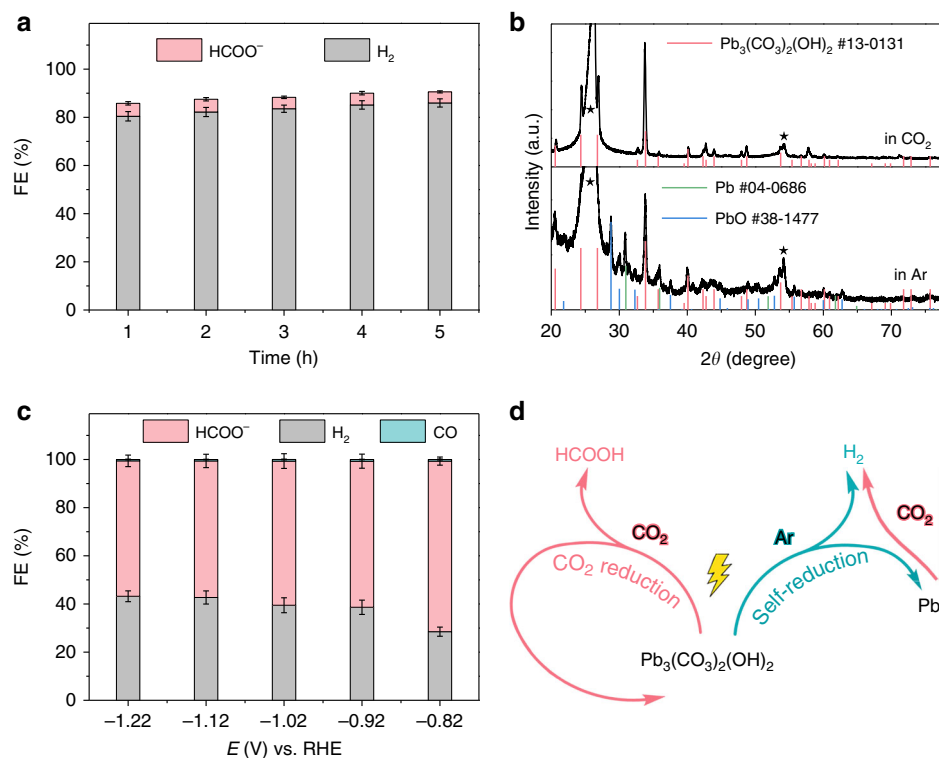 a
HCOO⁻
H₂
100
80
60
40
20
0
FE (%)
1
2
3
4
5
Time (h)
b
Pb₃(CO₃)₂(OH)₂ #13-0131
★
★
in CO₂
Pb #04-0686
PbO #38-1477
★
★
in Ar
Intensity (a.u.)
20
30
40
50
60
70
2θ (degree)
c
HCOO⁻
H₂
CO
100
80
60
40
20
0
FE (%)
−1.22
−1.12
−1.02
−0.92
−0.82
E (V) vs. RHE
d
HCOOH
H₂
CO₂
CO₂
Ar
CO₂ reduction
Self-reduction
Pb
Pb₃(CO₃)₂(OH)₂